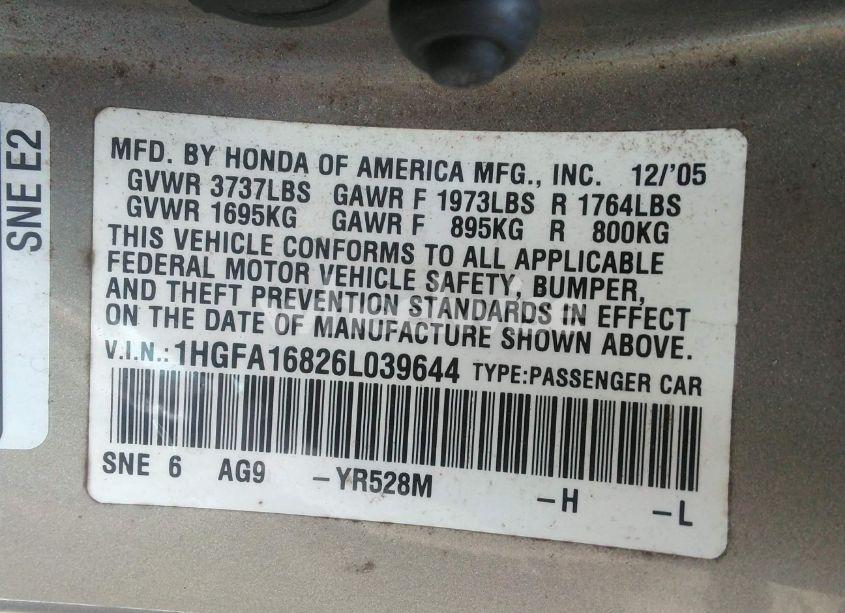 SNE E2
MFD. BY HONDA OF AMERICA MFG., INC. 12/'05
GVWR 3737LBS GAWR F 1973LBS R 1764LBS
GVWR 1695KG GAWR F 895KG R 800KG
THIS VEHICLE CONFORMS TO ALL APPLICABLE
FEDERAL MOTOR VEHICLE SAFETY, BUMPER,
AND THEFT PREVENTION STANDARDS IN EFFECT
ON THE DATE OF MANUFACTURE SHOWN ABOVE.
V.I.N.: 1HGFA16826L039644 TYPE:PASSENGER CAR
SNE 6 AG9 -YR528M -H -L